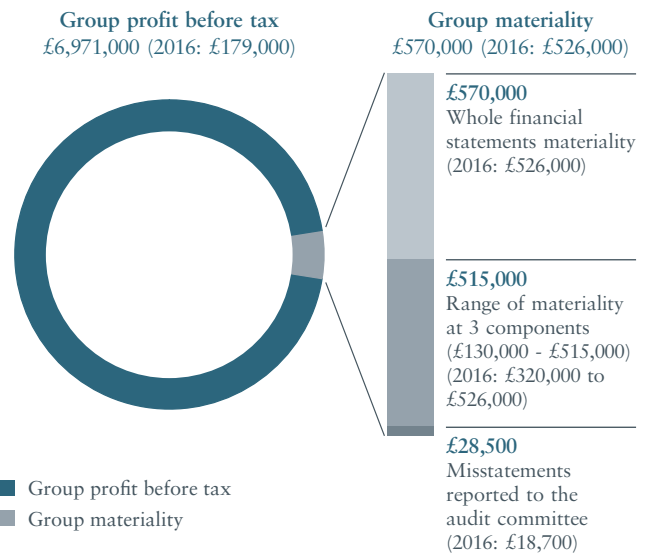 Group profit before tax
£6,971,000 (2016: £179,000)
Group materiality
£570,000 (2016: £526,000)
£570,000
Whole financial
statements materiality
(2016: £526,000)
£515,000
Range of materiality
at 3 components
(£130,000 - £515,000)
(2016: £320,000 to
£526,000)
£28,500
Misstatements
reported to the
audit committee
(2016: £18,700)
Group profit before tax
Group materiality